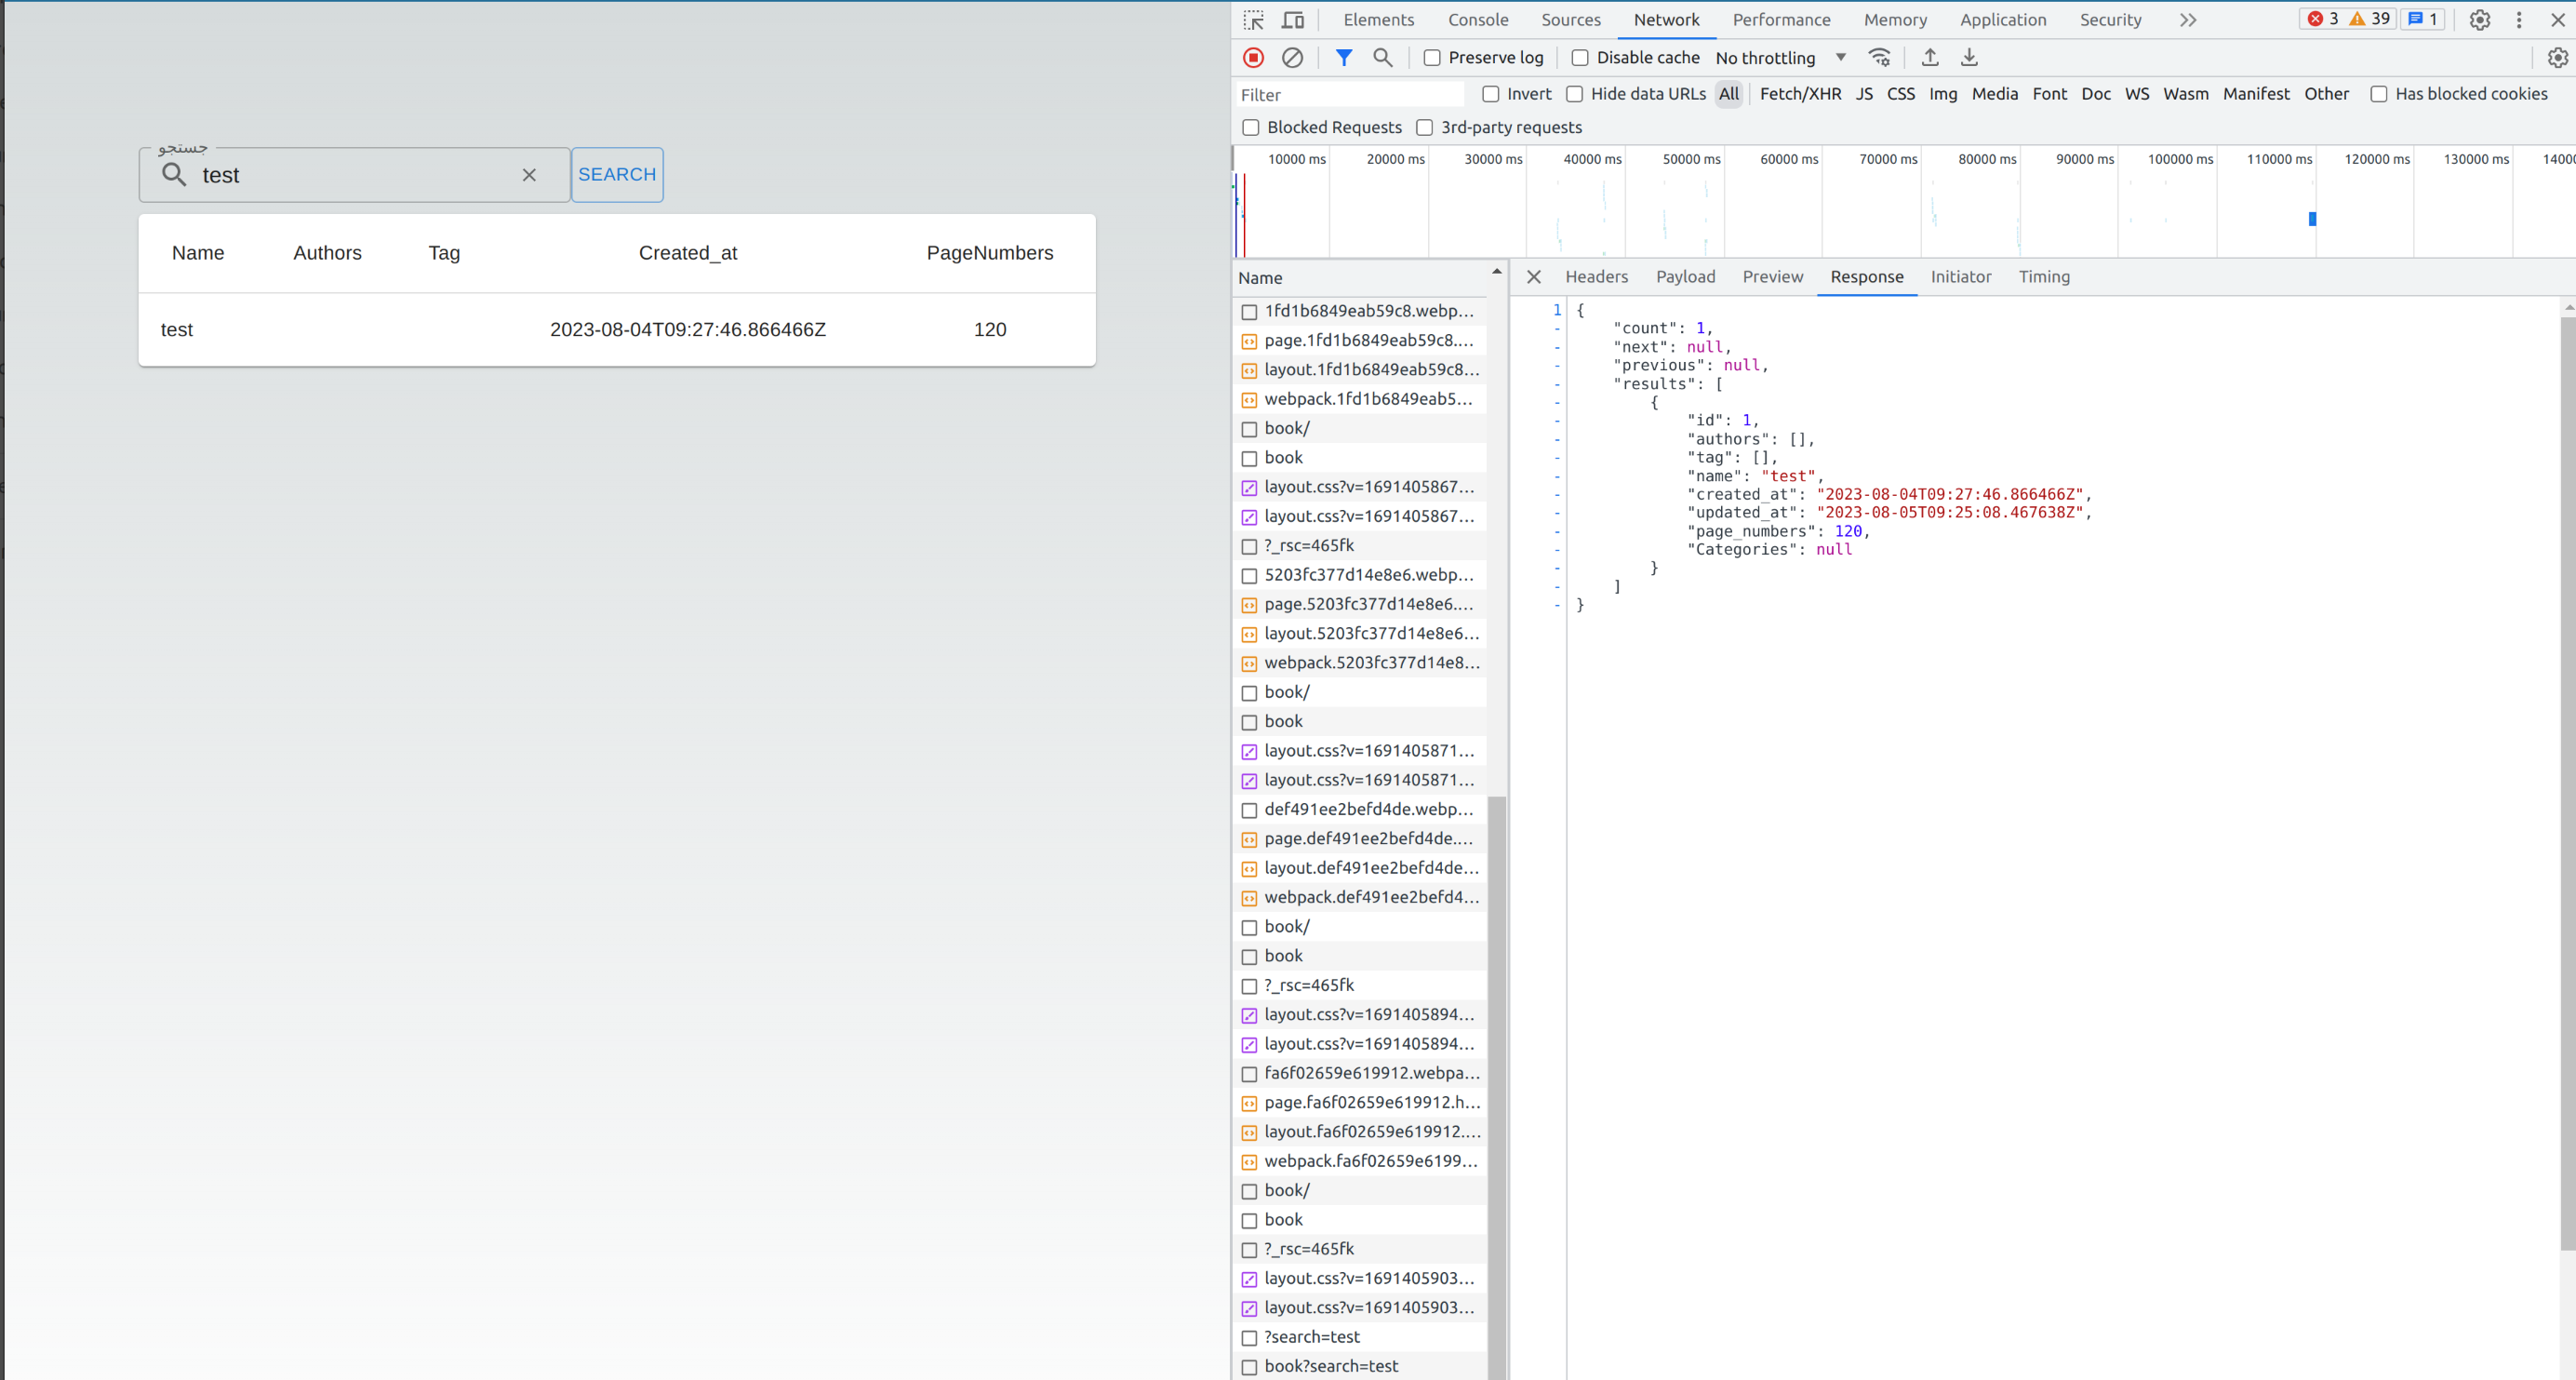 جستجو
test
SEARCH
Name Authors Tag Created_at PageNumbers
test 2023-08-04T09:27:46.866466Z 120
Elements Console Sources Network Performance Memory Application Security 3 39 1
Preserve log Disable cache No throttling
Filter Invert Hide data URLs All Fetch/XHR JS CSS Img Media Font Doc WS Wasm Manifest Other Has blocked cookies
Blocked Requests 3rd-party requests
10000 ms 20000 ms 30000 ms 40000 ms 50000 ms 60000 ms 70000 ms 80000 ms 90000 ms 100000 ms 110000 ms 120000 ms 130000 ms 14000
Name
1fd1b6849eab59c8.webp...
page.1fd1b6849eab59c8....
layout.1fd1b6849eab59c8...
webpack.1fd1b6849eab5...
book/
book
layout.css?v=1691405867...
layout.css?v=1691405867...
?_rsc=465fk
5203fc377d14e8e6.webp...
page.5203fc377d14e8e6....
layout.5203fc377d14e8e6...
webpack.5203fc377d14e8...
book/
book
layout.css?v=1691405871...
layout.css?v=1691405871...
def491ee2befd4de.webp...
page.def491ee2befd4de....
layout.def491ee2befd4de...
webpack.def491ee2befd4...
book/
book
?_rsc=465fk
layout.css?v=1691405894...
layout.css?v=1691405894...
fa6f02659e619912.webpa...
page.fa6f02659e619912.h...
layout.fa6f02659e619912....
webpack.fa6f02659e6199...
book/
book
?_rsc=465fk
layout.css?v=1691405903...
layout.css?v=1691405903...
?search=test
book?search=test
Headers Payload Preview Response Initiator Timing
1 {
- "count": 1,
- "next": null,
- "previous": null,
- "results": [
- {
- "id": 1,
- "authors": [],
- "tag": [],
- "name": "test",
- "created_at": "2023-08-04T09:27:46.866466Z",
- "updated_at": "2023-08-05T09:25:08.467638Z",
- "page_numbers": 120,
- "Categories": null
- }
- ]
- }